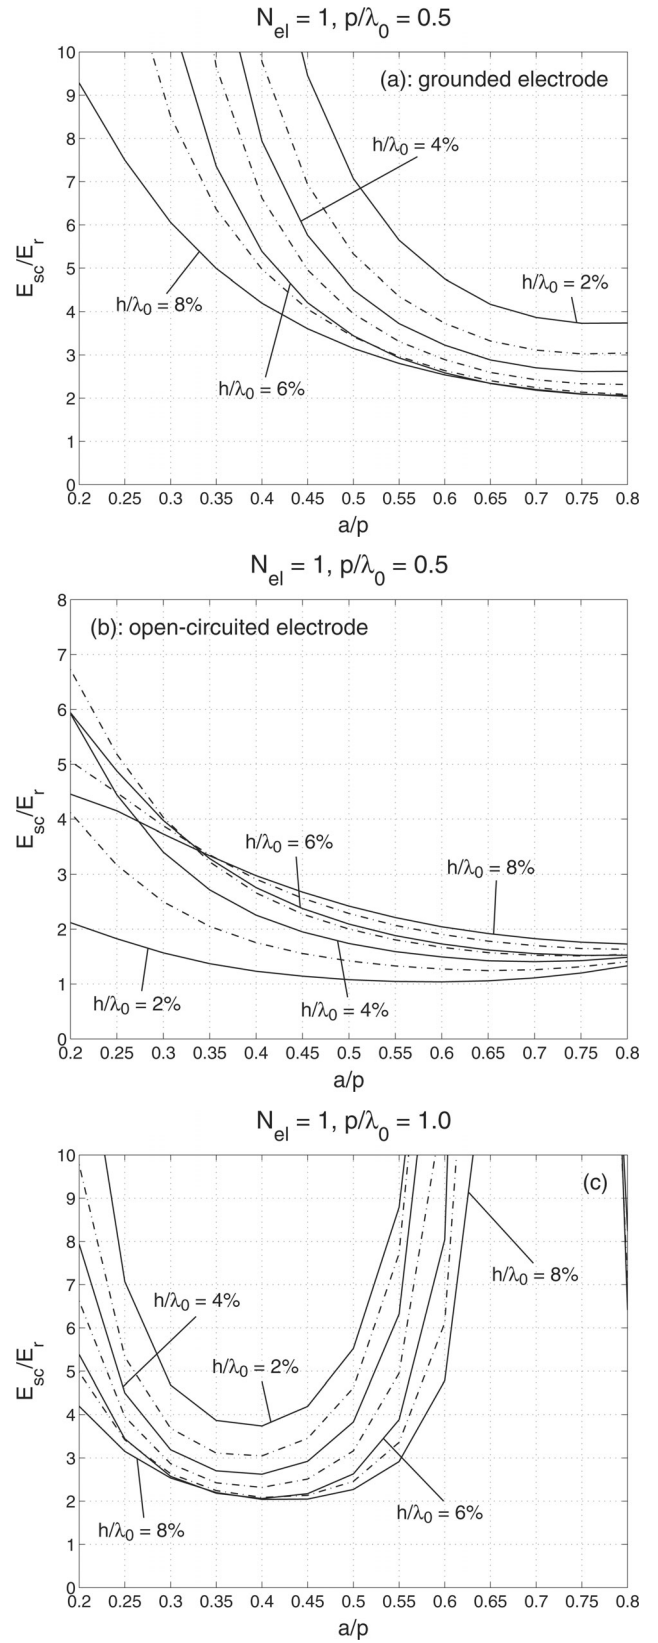 N_el = 1, p/λ_0 = 0.5
(a): grounded electrode
h/λ_0 = 4%
h/λ_0 = 2%
h/λ_0 = 8%
h/λ_0 = 6%
E_sc/E_r
10
9
8
7
6
5
4
3
2
1
0
0.2 0.25 0.3 0.35 0.4 0.45 0.5 0.55 0.6 0.65 0.7 0.75 0.8
a/p
N_el = 1, p/λ_0 = 0.5
(b): open-circuited electrode
h/λ_0 = 6%
h/λ_0 = 8%
h/λ_0 = 2%
h/λ_0 = 4%
E_sc/E_r
8
7
6
5
4
3
2
1
0
0.2 0.25 0.3 0.35 0.4 0.45 0.5 0.55 0.6 0.65 0.7 0.75 0.8
a/p
N_el = 1, p/λ_0 = 1.0
(c)
h/λ_0 = 8%
h/λ_0 = 4%
h/λ_0 = 2%
h/λ_0 = 6%
h/λ_0 = 8%
E_sc/E_r
10
9
8
7
6
5
4
3
2
1
0
0.2 0.25 0.3 0.35 0.4 0.45 0.5 0.55 0.6 0.65 0.7 0.75 0.8
a/p